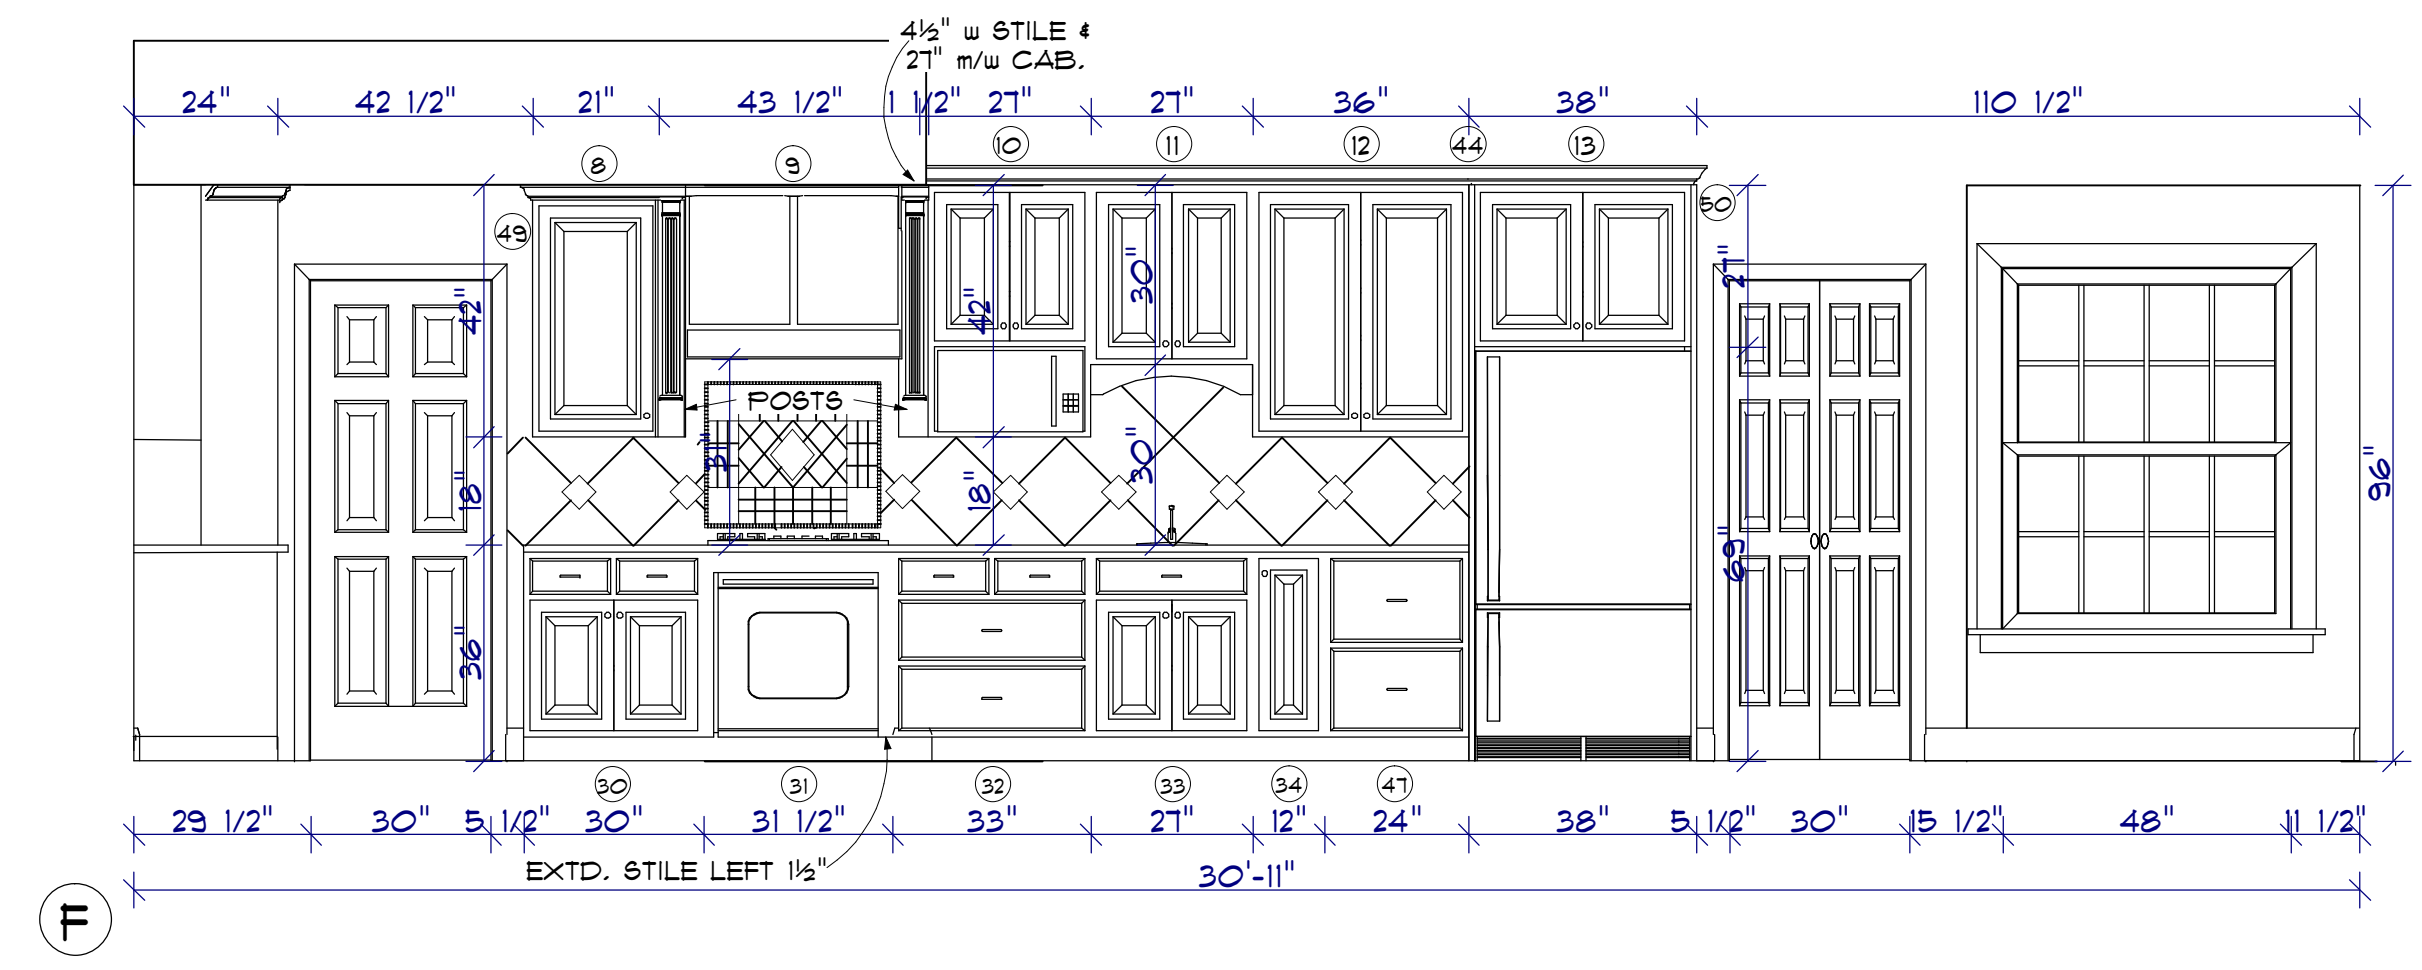 4½" w STILE &
27" m/w CAB.
24" 42 1/2" 21" 43 1/2" 1 1/2" 27" 27" 36" 38" 110 1/2"
8 9 10 11 12 44 13
49 50
42" 42" 30" 27"
POSTS
31" 18" 18" 30" 96"
36" 69"
30 31 32 33 34 47
29 1/2" 30" 5 1/2" 30" 31 1/2" 33" 27" 12" 24" 38" 5 1/2" 30" 15 1/2" 48" 11 1/2"
EXTD. STILE LEFT 1½"
30'-11"
F